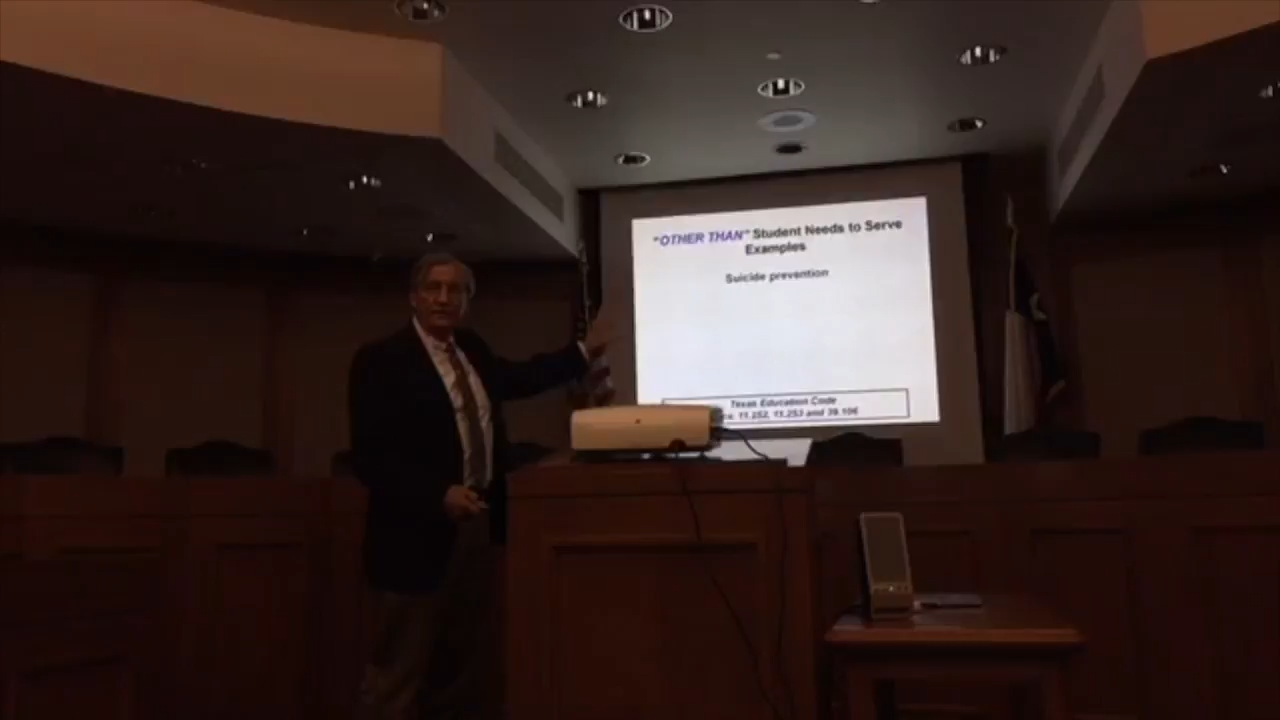 "OTHER THAN" Student Needs to Serve
Examples
Suicide prevention
Texas Education Code
11.252, 11.253 and 39.106